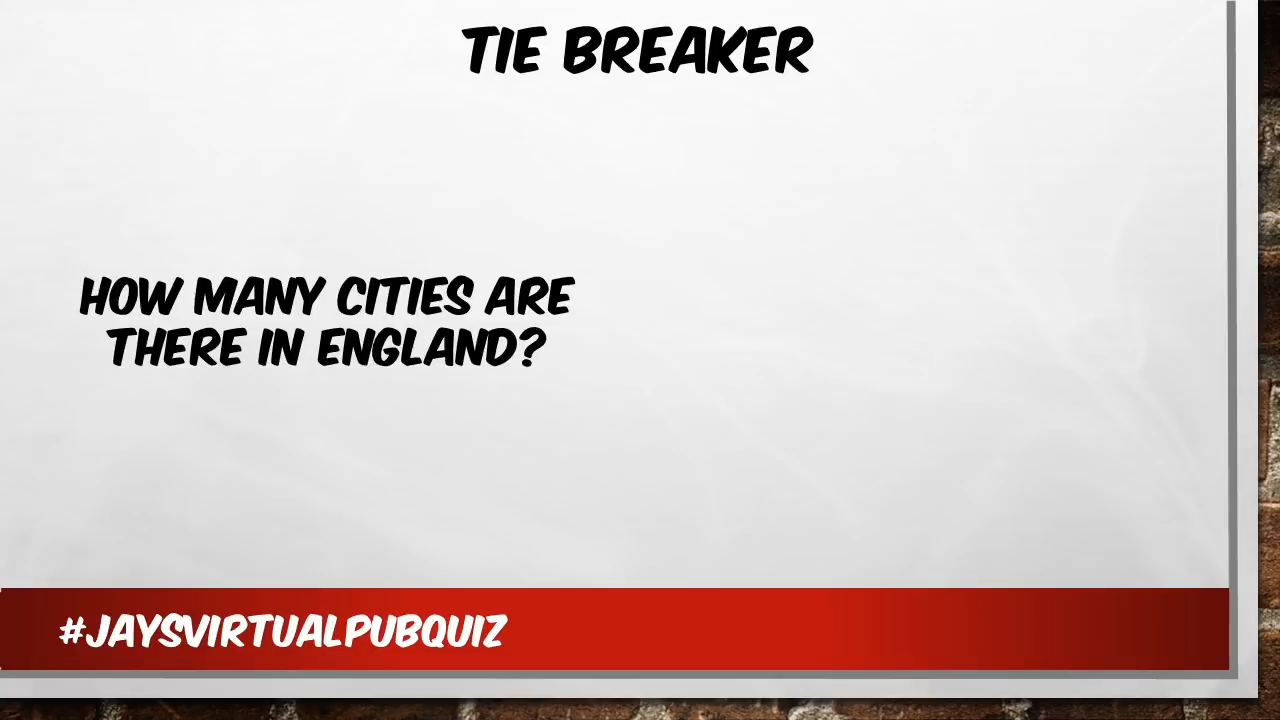 TIE BREAKER
HOW MANY CITIES ARE
THERE IN ENGLAND?
#JAYSVIRTUALPUBQUIZ